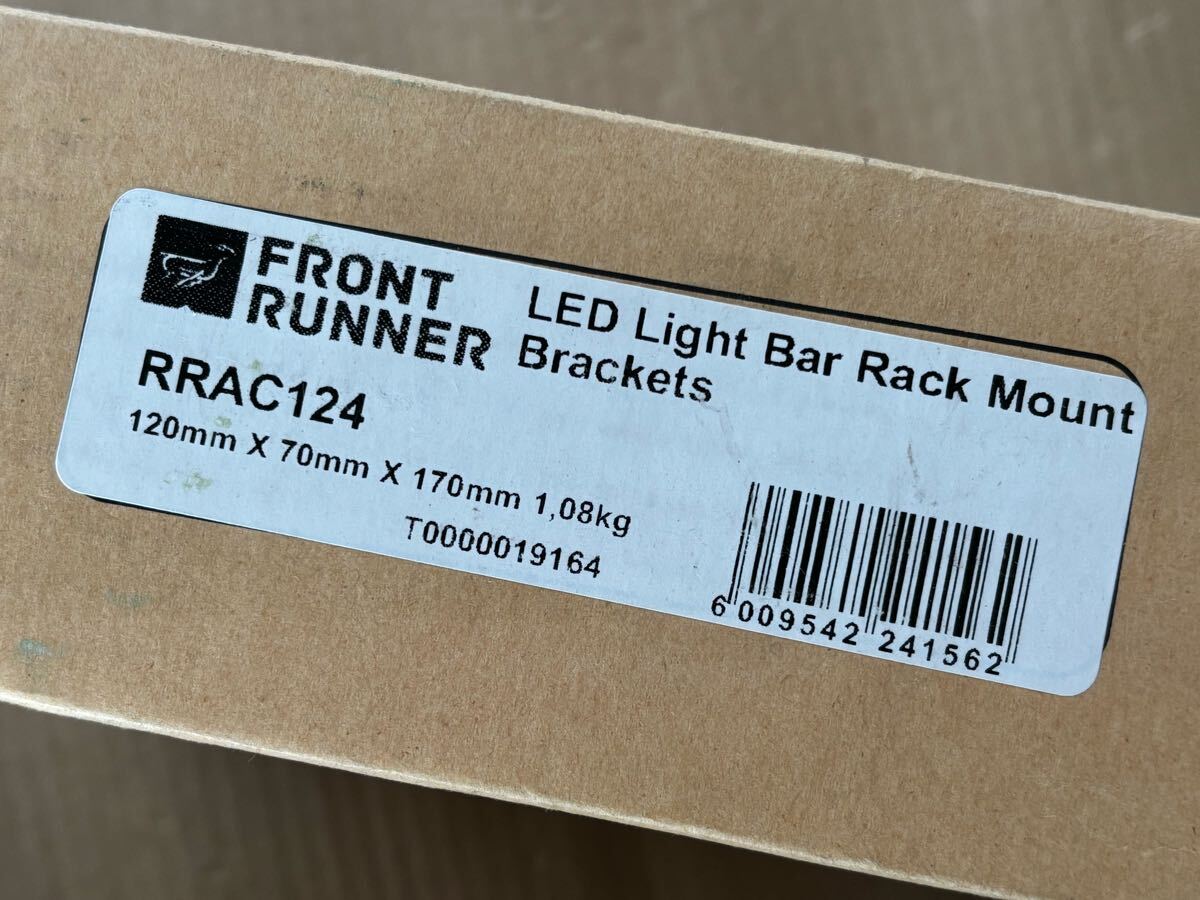 FRONT
RUNNER
LED Light Bar Rack Mount
Brackets
RRAC124
120mm X 70mm X 170mm 1,08kg
T0000019164
6 009542 241562